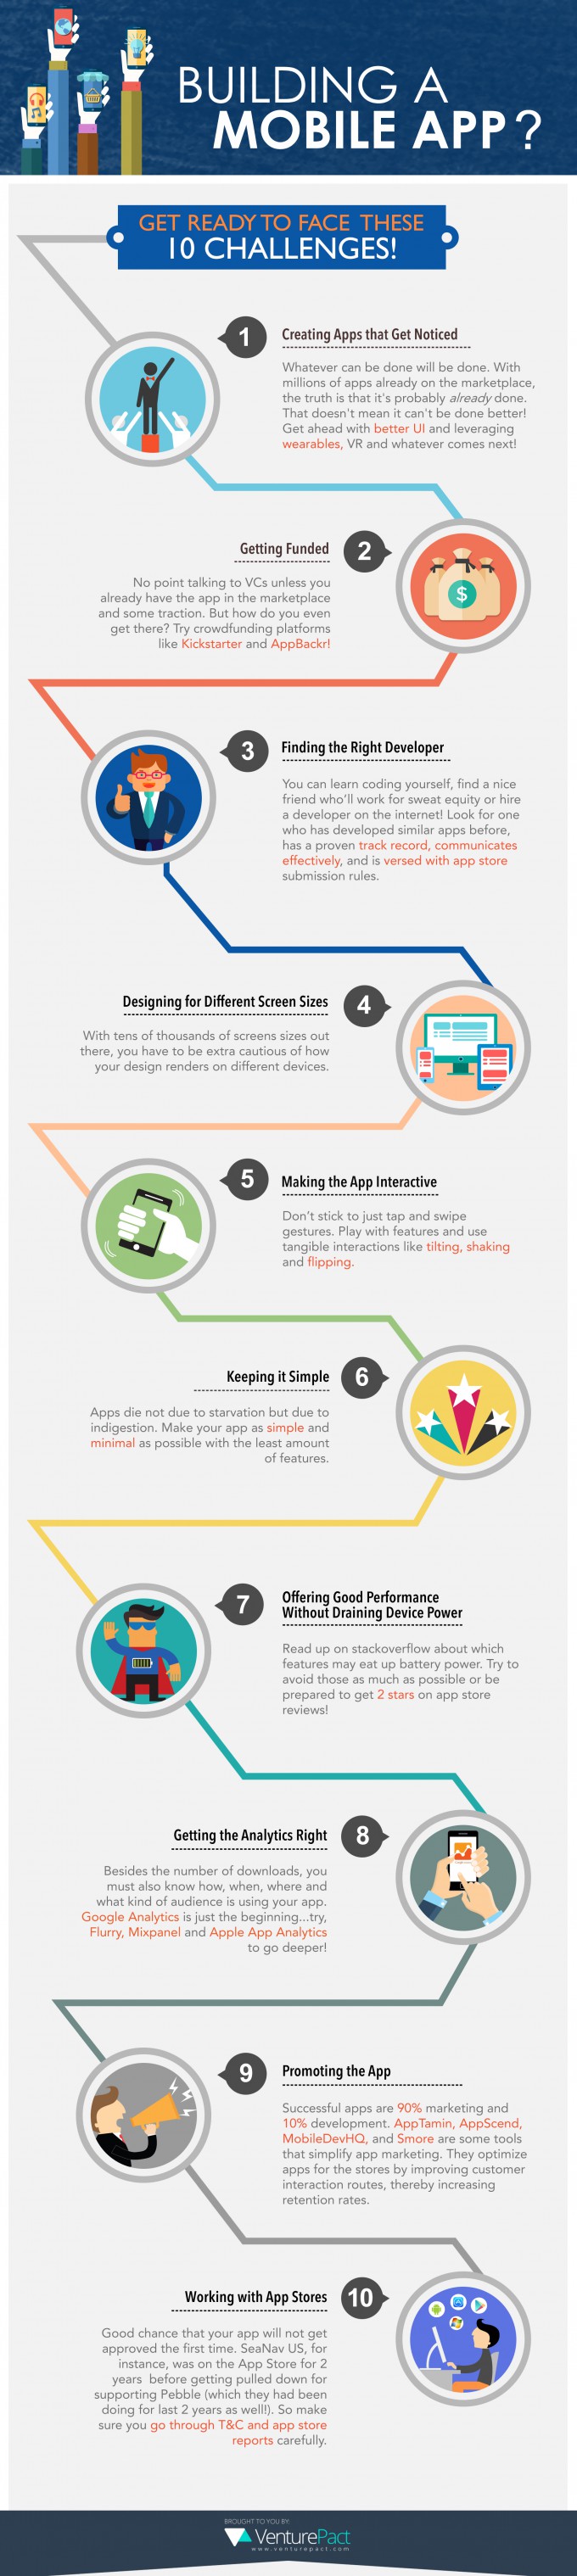 BUILDING A
MOBILE APP?
GET READY TO FACE THESE
10 CHALLENGES!
1
Creating Apps that Get Noticed
Whatever can be done will be done. With
millions of apps already on the marketplace,
the truth is that it's probably already done.
That doesn't mean it can't be done better!
Get ahead with better UI and leveraging
wearables, VR and whatever comes next!
Getting Funded
2
No point talking to VCs unless you
already have the app in the marketplace
and some traction. But how do you even
get there? Try crowdfunding platforms
like Kickstarter and AppBackr!
$
3
Finding the Right Developer
You can learn coding yourself, find a nice
friend who'll work for sweat equity or hire
a developer on the internet! Look for one
who has developed similar apps before,
has a proven track record, communicates
effectively, and is versed with app store
submission rules.
Designing for Different Screen Sizes
4
With tens of thousands of screens sizes out
there, you have to be extra cautious of how
your design renders on different devices.
5
Making the App Interactive
Don't stick to just tap and swipe
gestures. Play with features and use
tangible interactions like tilting, shaking
and flipping.
Keeping it Simple
6
Apps die not due to starvation but due to
indigestion. Make your app as simple and
minimal as possible with the least amount
of features.
7
Offering Good Performance
Without Draining Device Power
Read up on stackoverflow about which
features may eat up battery power. Try to
avoid those as much as possible or be
prepared to get 2 stars on app store
reviews!
Getting the Analytics Right
8
Besides the number of downloads, you
must also know how, when, where and
what kind of audience is using your app.
Google Analytics is just the beginning...try,
Flurry, Mixpanel and Apple App Analytics
to go deeper!
9
Promoting the App
Successful apps are 90% marketing and
10% development. AppTamin, AppScend,
MobileDevHQ, and Smore are some tools
that simplify app marketing. They optimize
apps for the stores by improving customer
interaction routes, thereby increasing
retention rates.
Working with App Stores
10
Good chance that your app will not get
approved the first time. SeaNav US, for
instance, was on the App Store for 2
years before getting pulled down for
supporting Pebble (which they had been
doing for last 2 years as well!). So make
sure you go through T&C and app store
reports carefully.
BROUGHT TO YOU BY:
VenturePact
www.venturepact.com